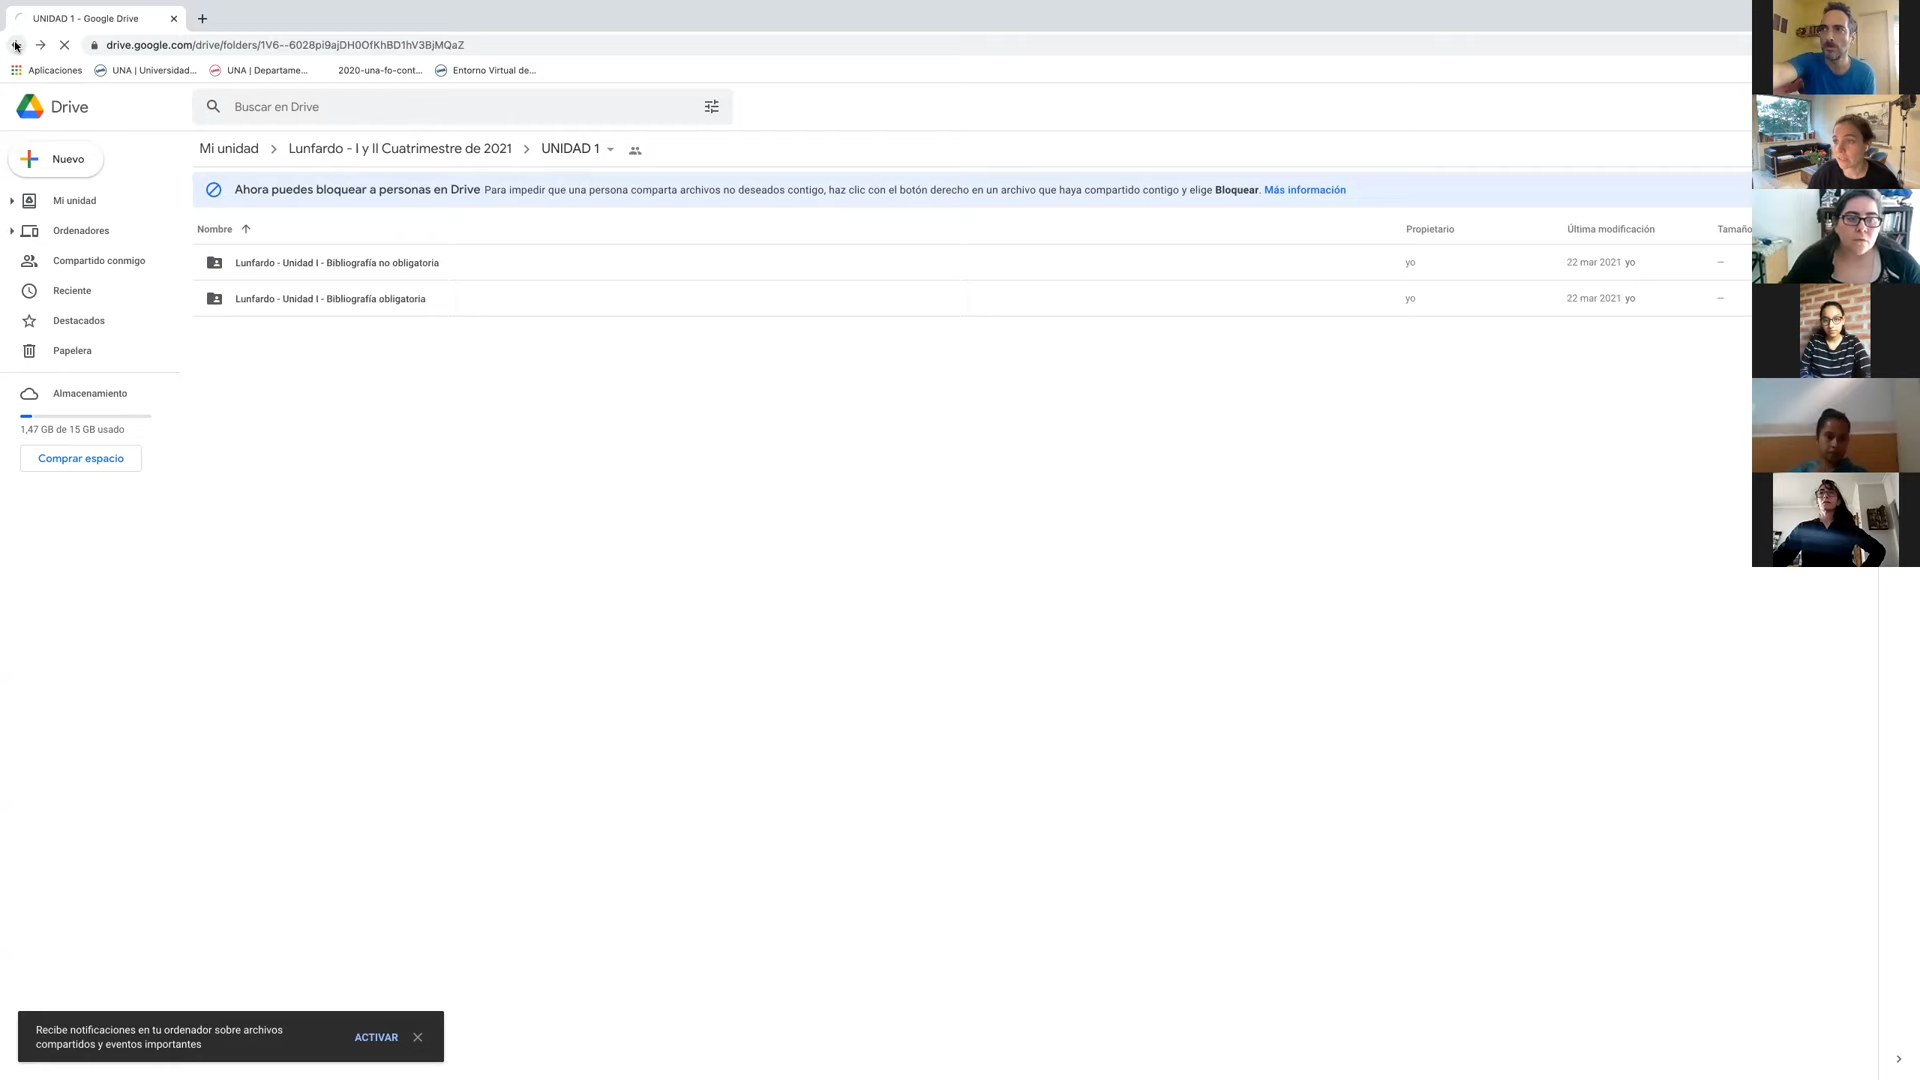 UNIDAD 1 - Google Drive
drive.google.com/drive/folders/1V6--6028pi9ajDH0OfKhBD1hV3BjMQaZ
Aplicaciones
UNA | Universidad...
UNA | Departame...
2020-una-fo-cont...
Entorno Virtual de...
Drive
Buscar en Drive
Nuevo
Mi unidad
Ordenadores
Compartido conmigo
Reciente
Destacados
Papelera
Almacenamiento
1,47 GB de 15 GB usado
Comprar espacio
Mi unidad > Lunfardo - I y II Cuatrimestre de 2021 > UNIDAD 1
Ahora puedes bloquear a personas en Drive Para impedir que una persona comparta archivos no deseados contigo, haz clic con el botón derecho en un archivo que haya compartido contigo y elige Bloquear. Más información
Nombre Propietario Última modificación Tamaño
Lunfardo - Unidad I - Bibliografía no obligatoria yo 22 mar 2021 yo —
Lunfardo - Unidad I - Bibliografía obligatoria yo 22 mar 2021 yo —
Recibe notificaciones en tu ordenador sobre archivos
compartidos y eventos importantes
ACTIVAR